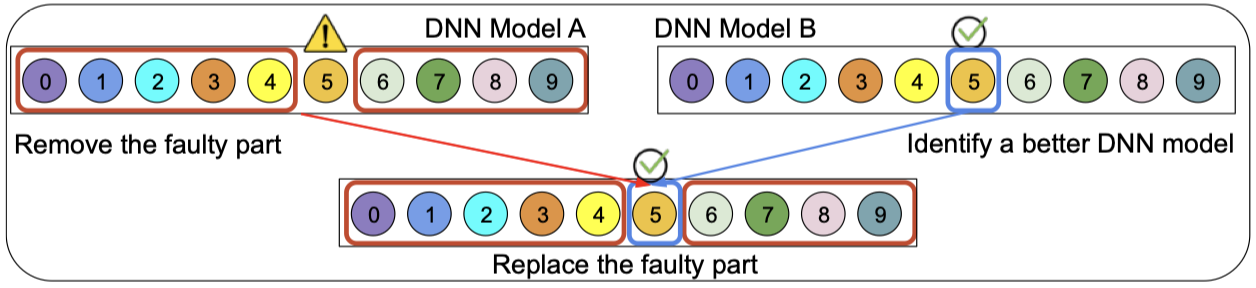 DNN Model A
DNN Model B
0 1 2 3 4 5 6 7 8 9
0 1 2 3 4 5 6 7 8 9
Remove the faulty part
Identify a better DNN model
0 1 2 3 4 5 6 7 8 9
Replace the faulty part